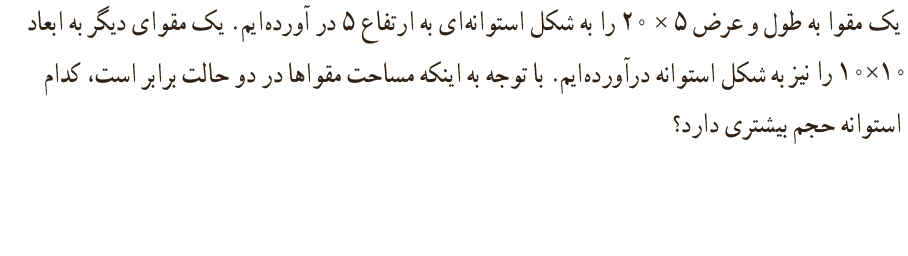 یک مقوا به طول و عرض ۵ × ۲۰ را به شکل استوانه‌ای به ارتفاع ۵ در آورده‌ایم. یک مقوای دیگر به ابعاد
۱۰×۱۰ را نیز به شکل استوانه درآورده‌ایم. با توجه به اینکه مساحت مقواها در دو حالت برابر است، کدام
استوانه حجم بیشتری دارد؟